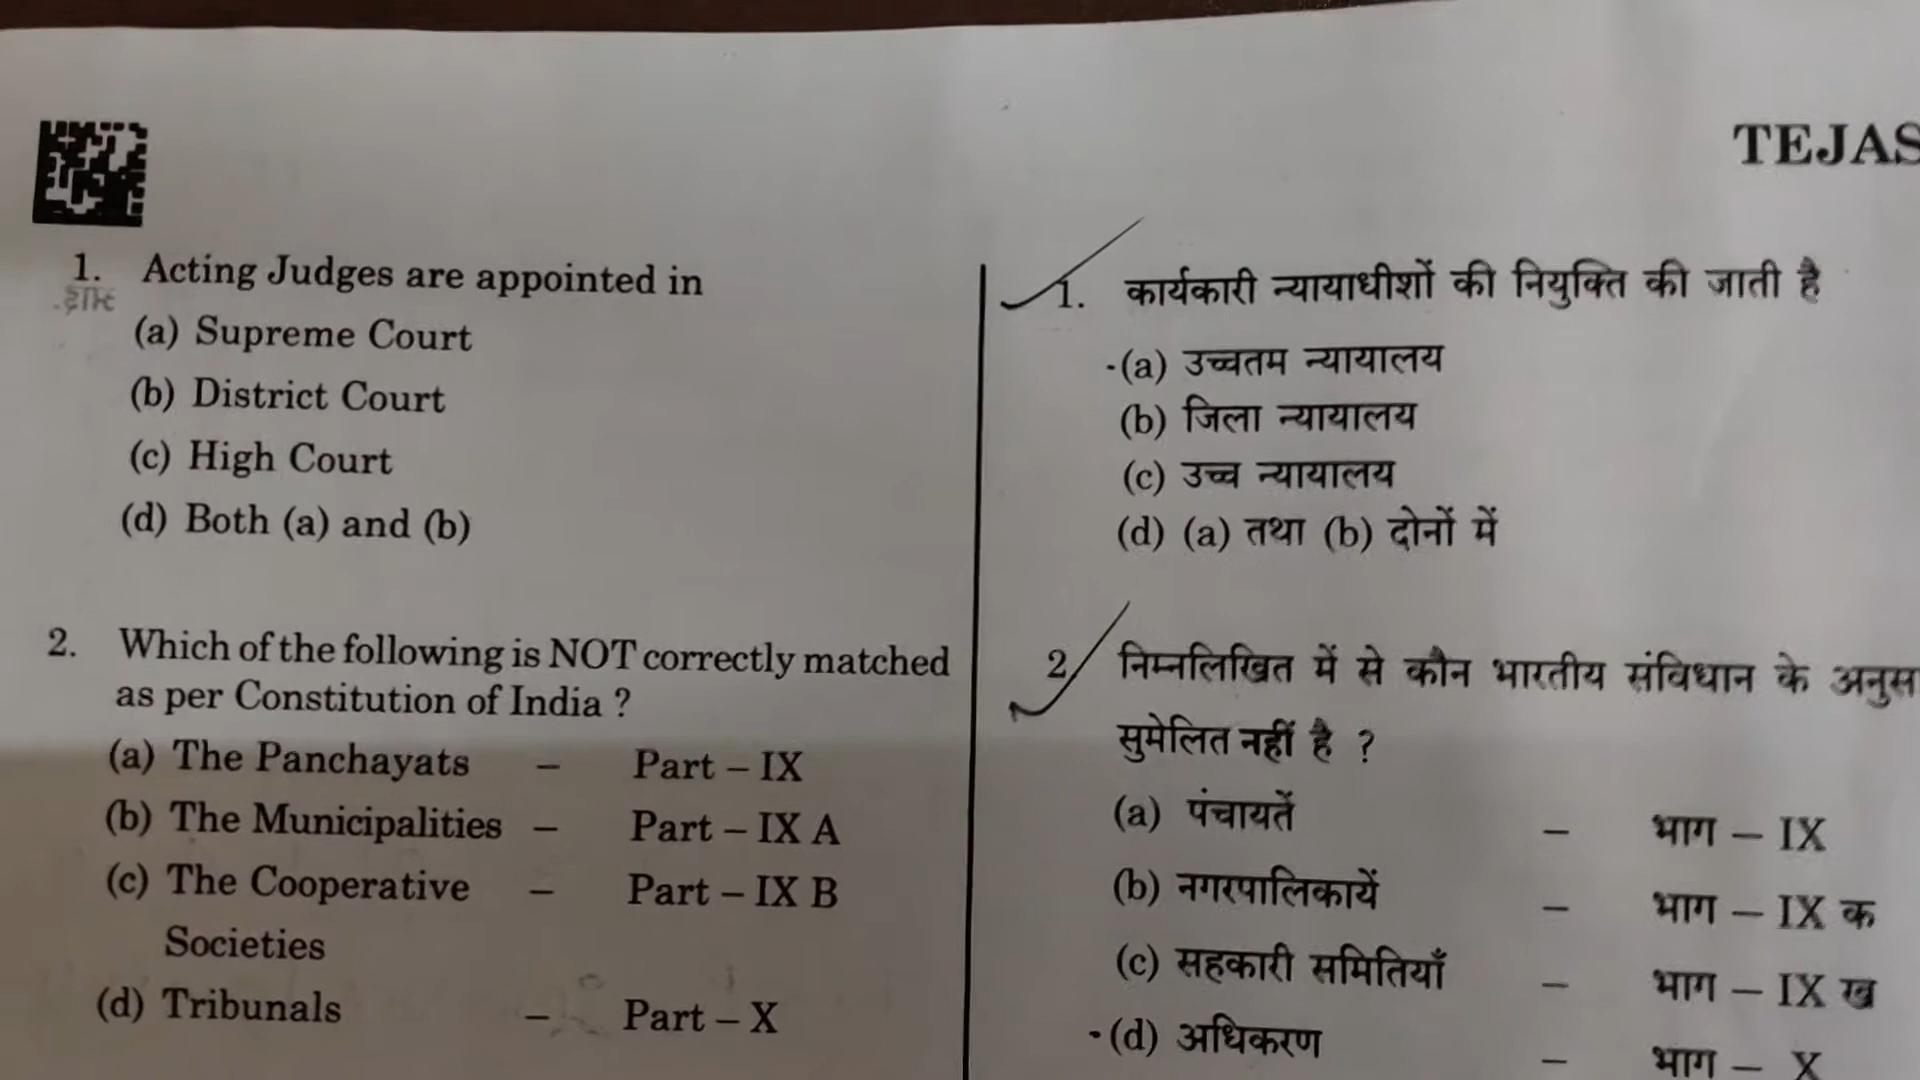 TEJAS
1. Acting Judges are appointed in
(a) Supreme Court
(b) District Court
(c) High Court
(d) Both (a) and (b)
2. Which of the following is NOT correctly matched
as per Constitution of India ?
(a) The Panchayats – Part – IX
(b) The Municipalities – Part – IX A
(c) The Cooperative – Part – IX B
Societies
(d) Tribunals – Part – X
1. कार्यकारी न्यायाधीशों की नियुक्ति की जाती है
(a) उच्चतम न्यायालय
(b) जिला न्यायालय
(c) उच्च न्यायालय
(d) (a) तथा (b) दोनों में
2 निम्नलिखित में से कौन भारतीय संविधान के अनुस
सुमेलित नहीं है ?
(a) पंचायतें – भाग – IX
(b) नगरपालिकायें – भाग – IX क
(c) सहकारी समितियाँ – भाग – IX ख
(d) अधिकरण – भाग – X